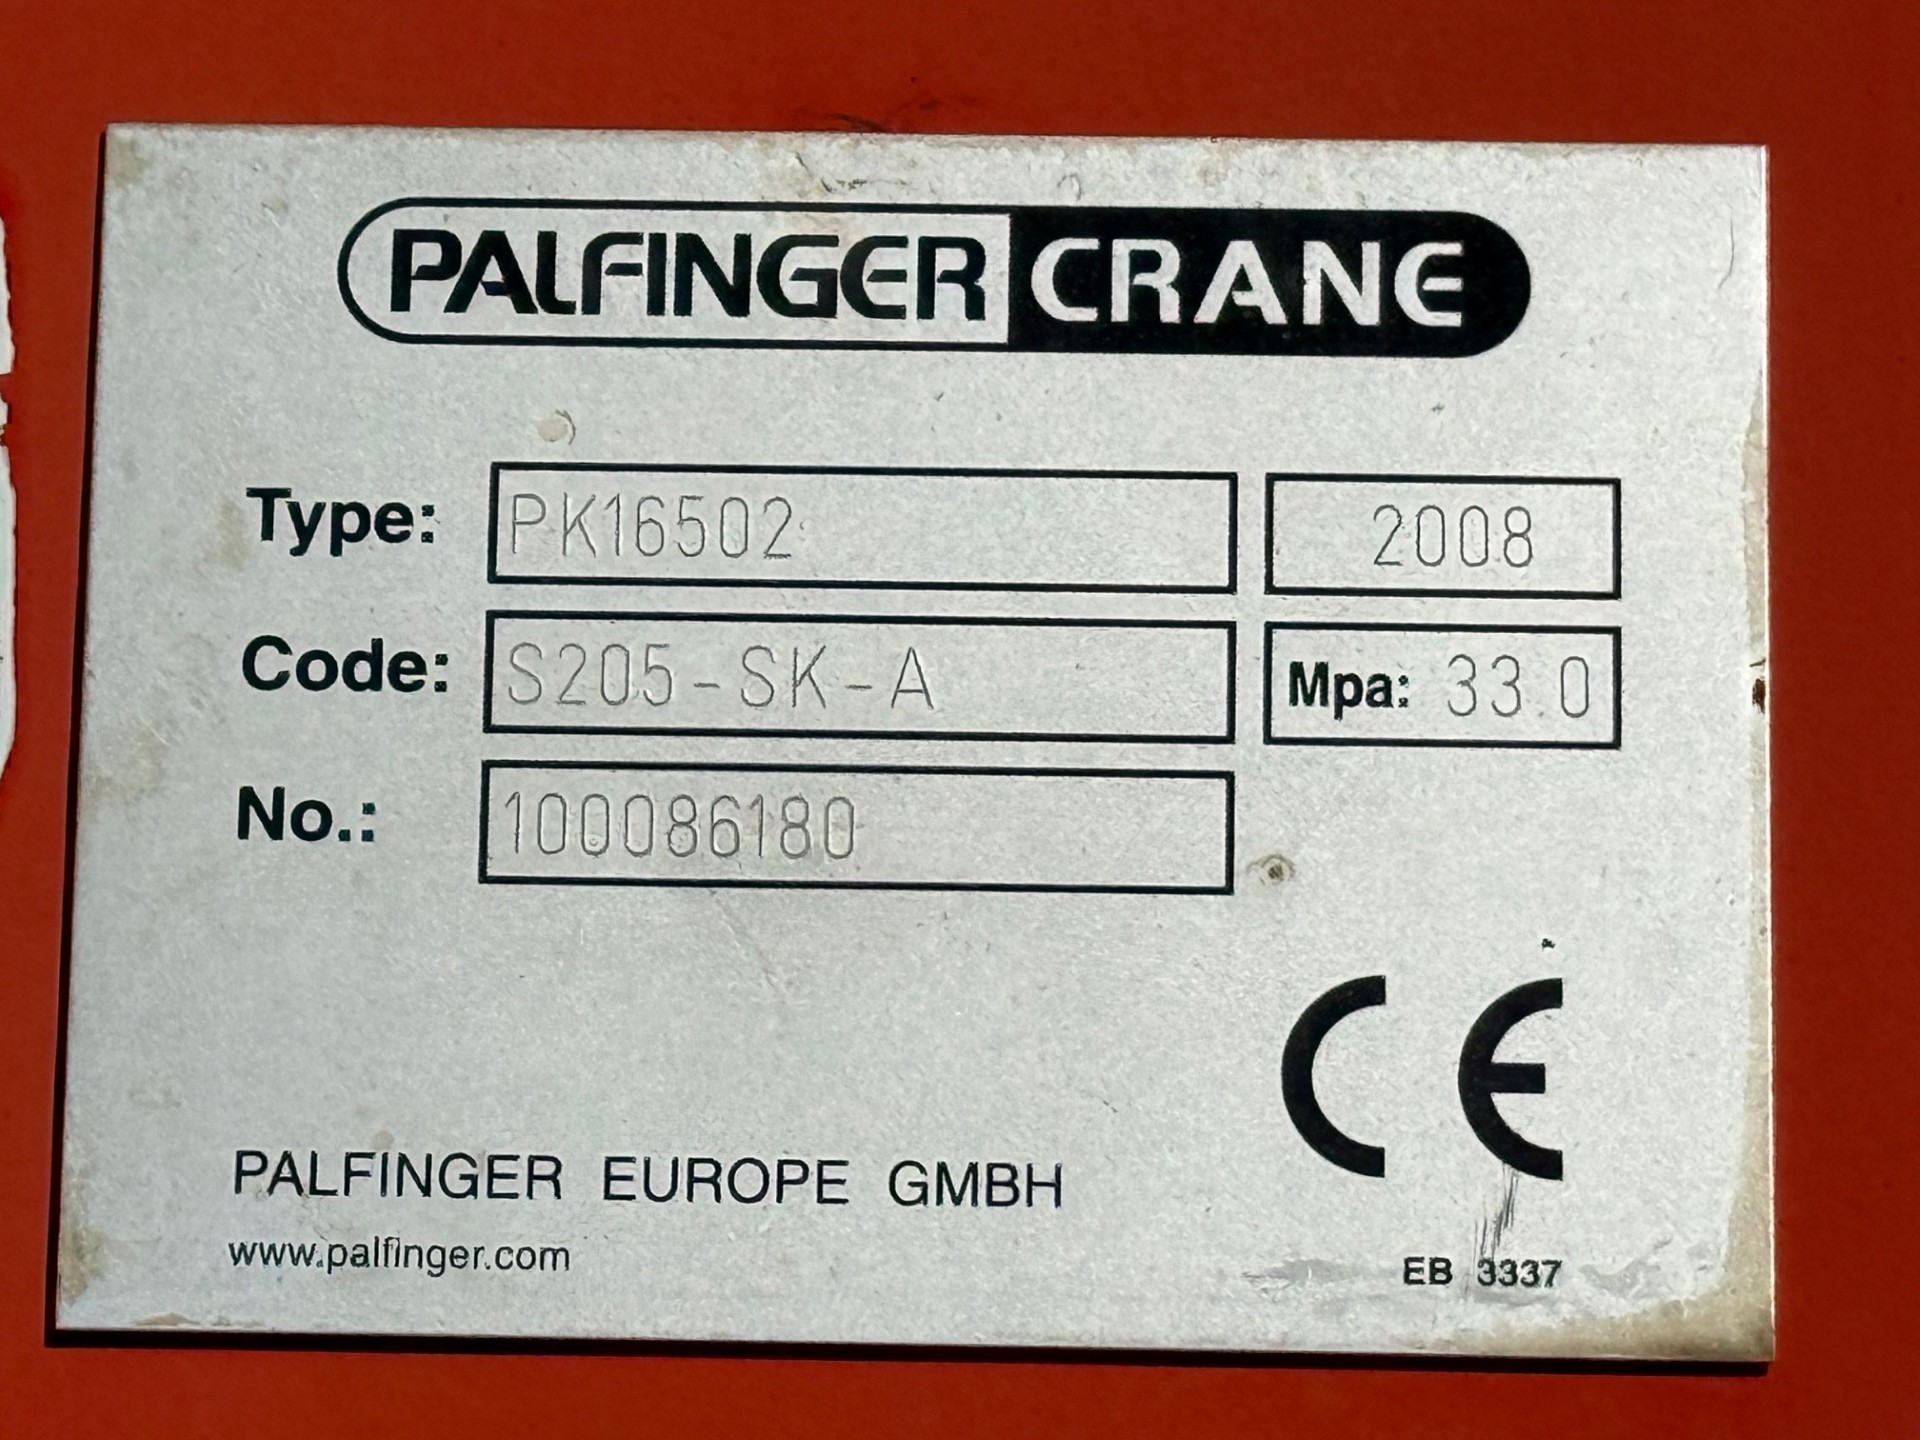 PALFINGER CRANE
Type: PK16502 2008
Code: S205-SK-A Mpa: 33.0
No.: 100086180
CE
PALFINGER EUROPE GMBH
www.palfinger.com
EB 3337